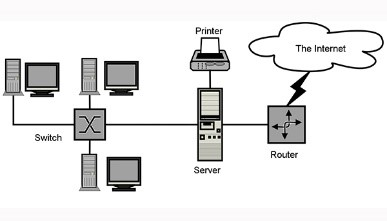 Printer
The Internet
Switch
Server
Router